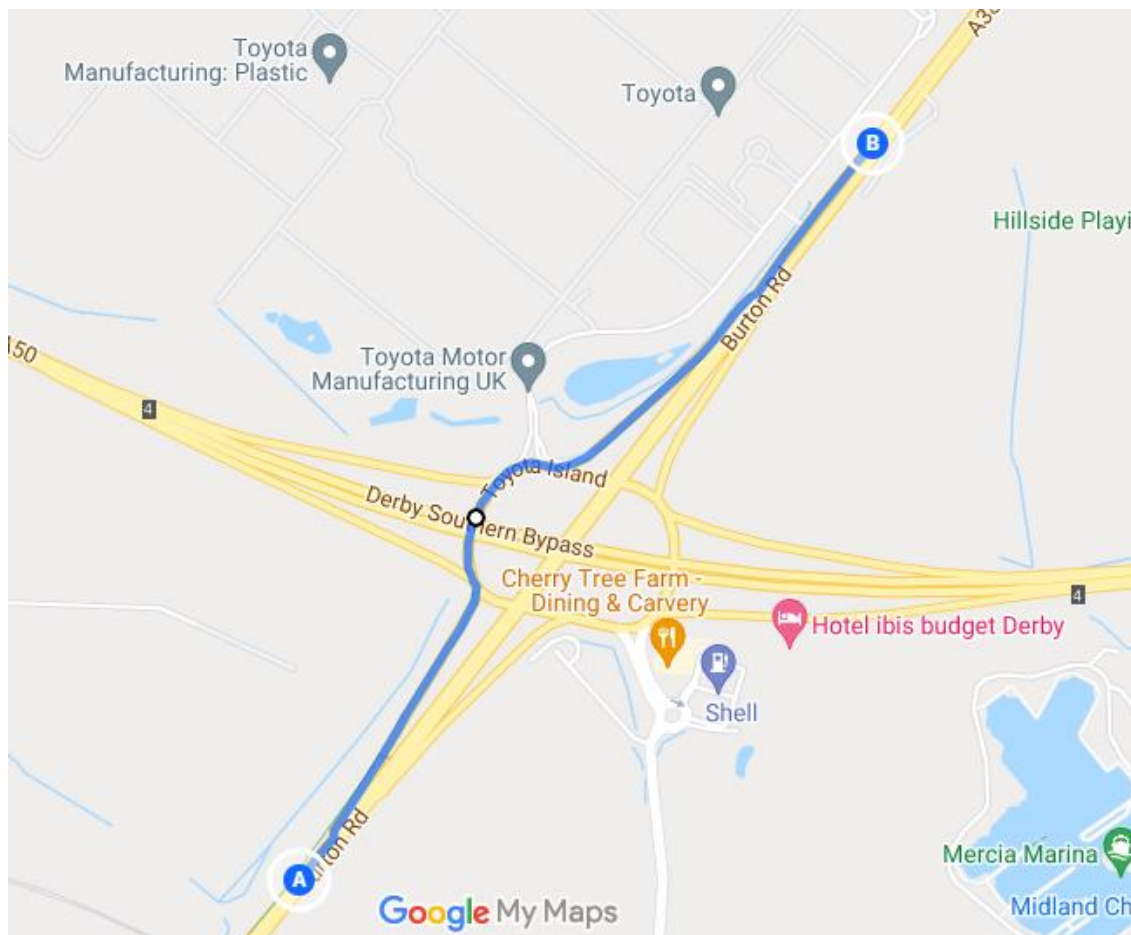 A38
Toyota
Manufacturing: Plastic
Toyota
B
Hillside Playi
Burton Rd
150
Toyota Motor
Manufacturing UK
4
Toyota Island
Derby Southern Bypass
4
Cherry Tree Farm -
Dining & Carvery
Hotel ibis budget Derby
Shell
Burton Rd
Mercia Marina
A
Midland Ch
Google My Maps